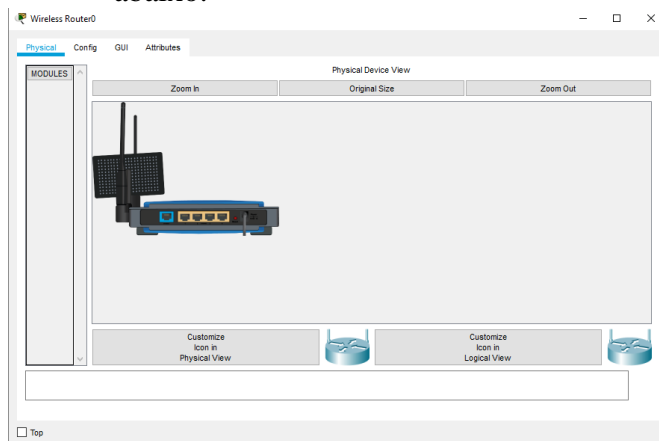 abaixo.
Wireless Router0
Physical Config GUI Attributes
MODULES
Physical Device View
Zoom In Original Size Zoom Out
Customize
Icon in
Physical View
Customize
Icon in
Logical View
Top